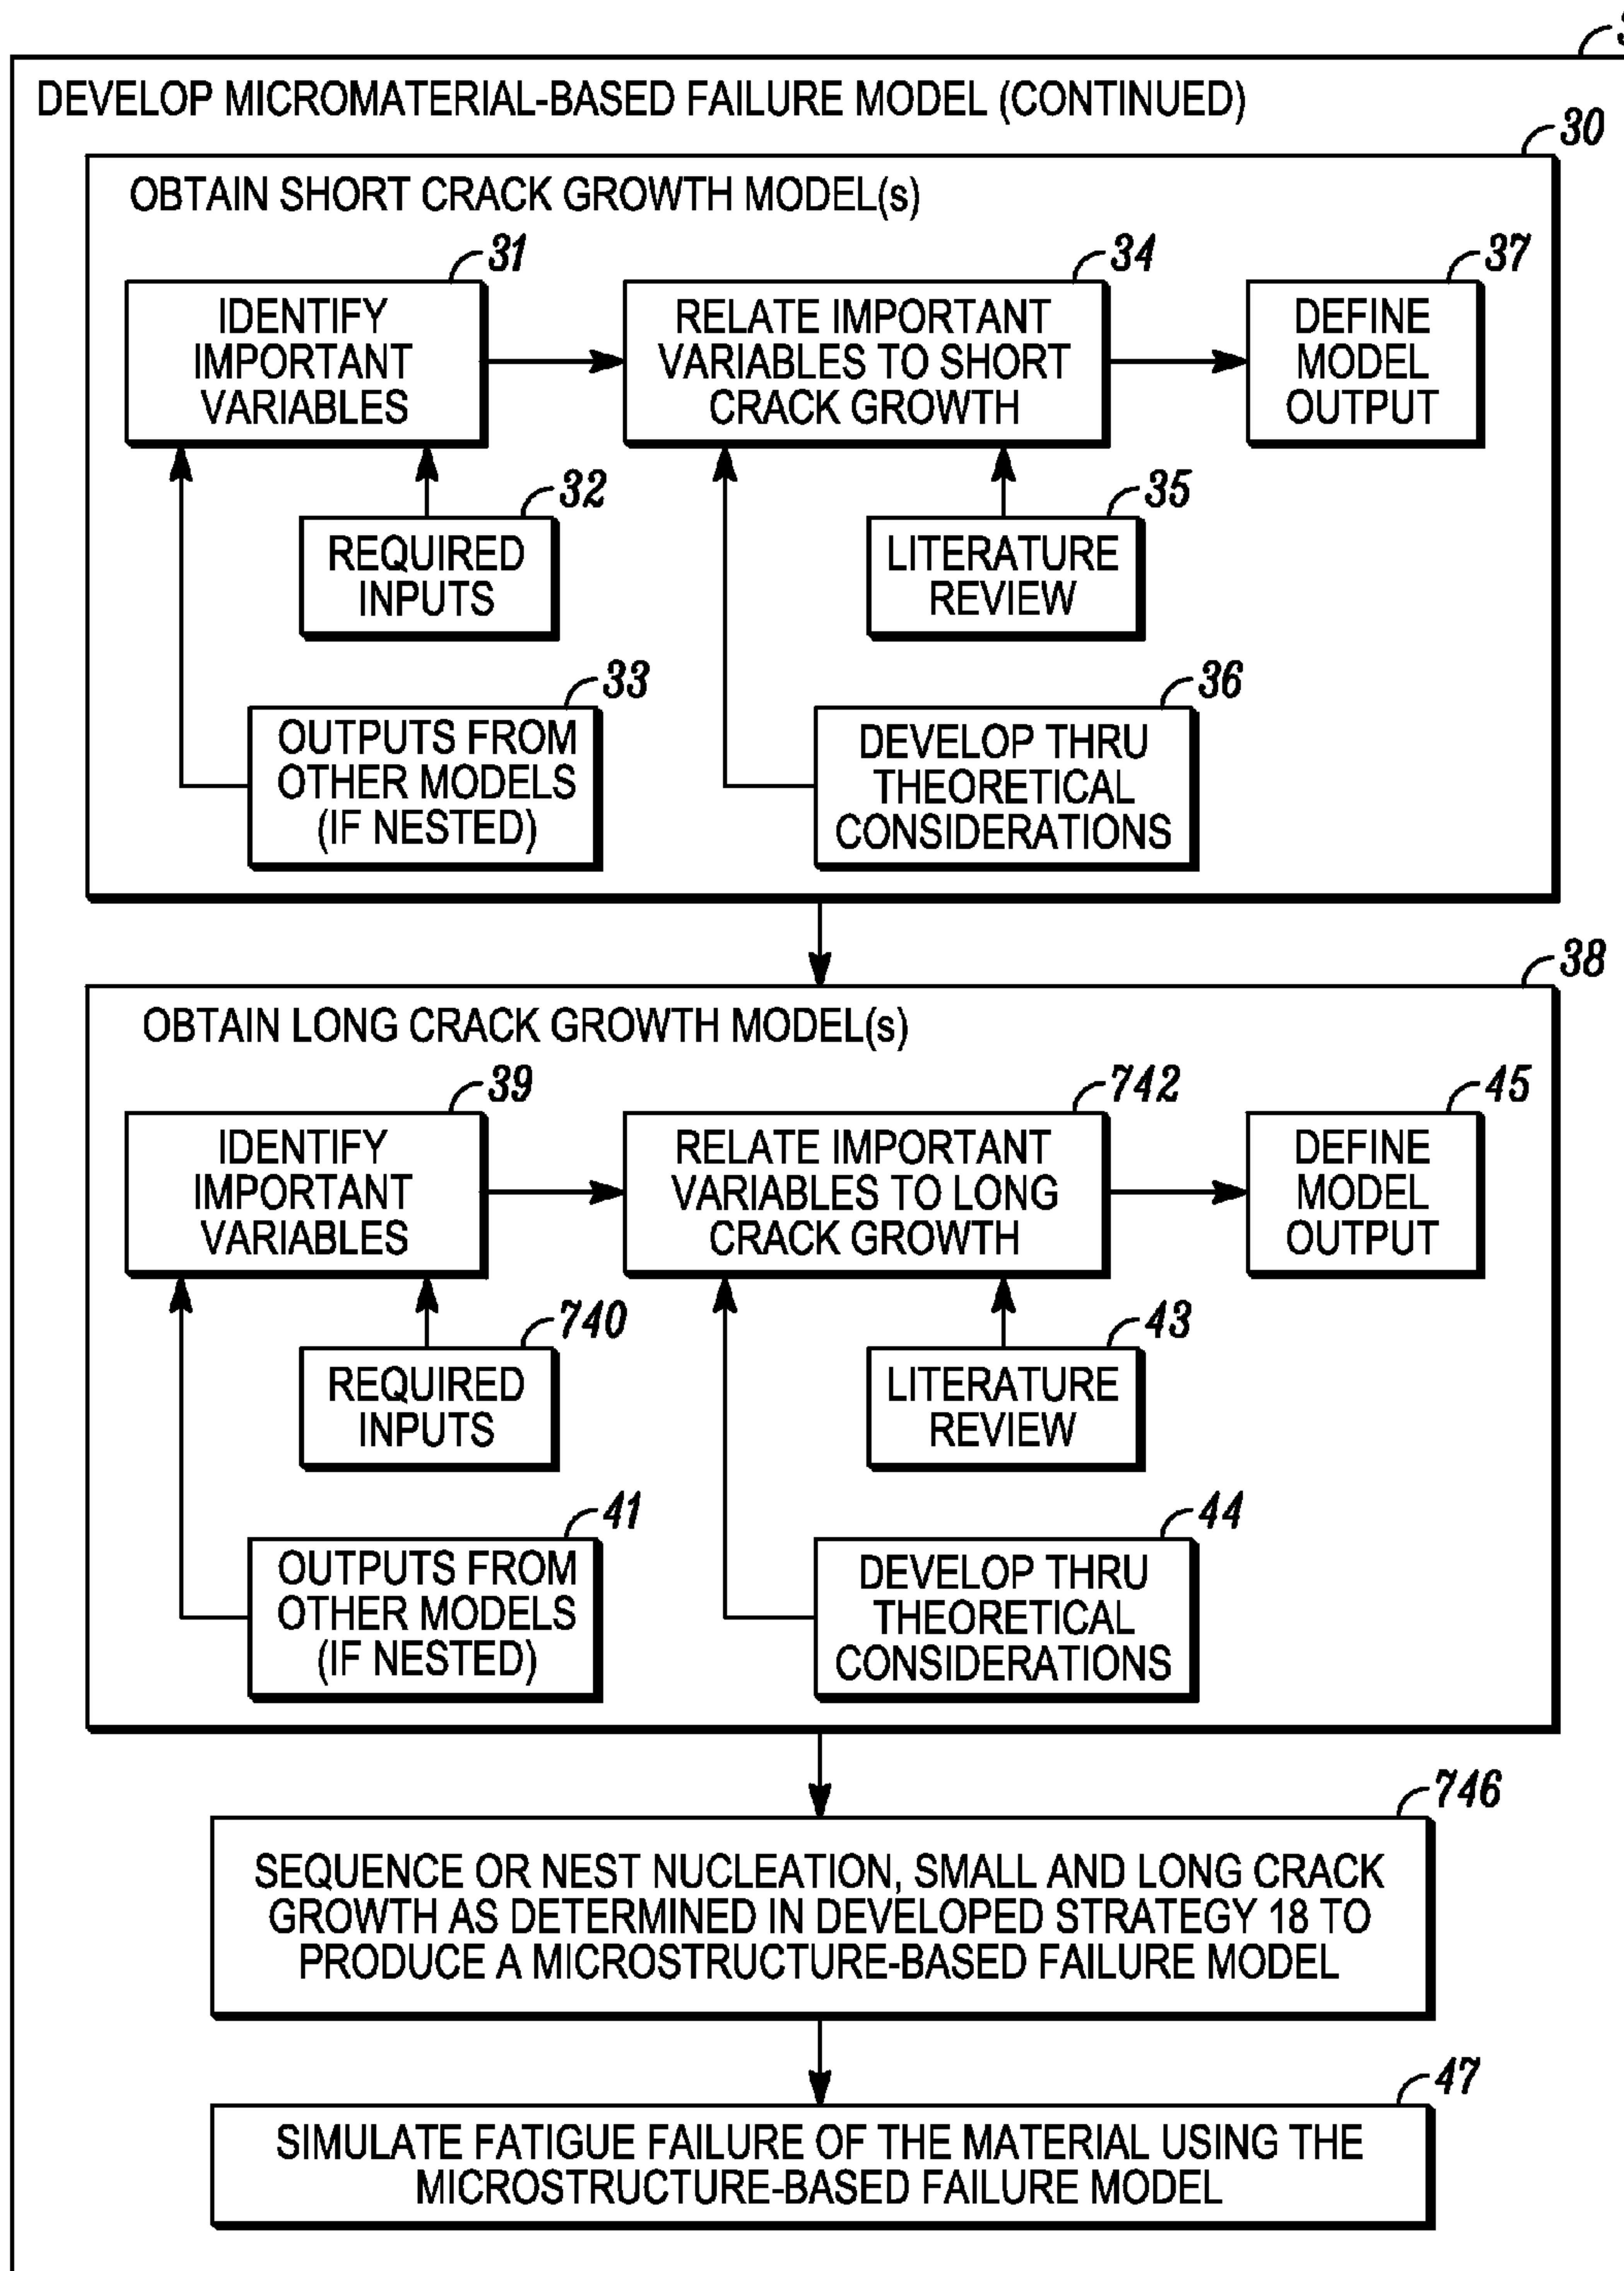 DEVELOP MICROMATERIAL-BASED FAILURE MODEL (CONTINUED)
30
OBTAIN SHORT CRACK GROWTH MODEL(s)
31
IDENTIFY
IMPORTANT
VARIABLES
34
RELATE IMPORTANT
VARIABLES TO SHORT
CRACK GROWTH
37
DEFINE
MODEL
OUTPUT
32
REQUIRED
INPUTS
35
LITERATURE
REVIEW
33
OUTPUTS FROM
OTHER MODELS
(IF NESTED)
36
DEVELOP THRU
THEORETICAL
CONSIDERATIONS
38
OBTAIN LONG CRACK GROWTH MODEL(s)
39
IDENTIFY
IMPORTANT
VARIABLES
742
RELATE IMPORTANT
VARIABLES TO LONG
CRACK GROWTH
45
DEFINE
MODEL
OUTPUT
740
REQUIRED
INPUTS
43
LITERATURE
REVIEW
41
OUTPUTS FROM
OTHER MODELS
(IF NESTED)
44
DEVELOP THRU
THEORETICAL
CONSIDERATIONS
746
SEQUENCE OR NEST NUCLEATION, SMALL AND LONG CRACK
GROWTH AS DETERMINED IN DEVELOPED STRATEGY 18 TO
PRODUCE A MICROSTRUCTURE-BASED FAILURE MODEL
47
SIMULATE FATIGUE FAILURE OF THE MATERIAL USING THE
MICROSTRUCTURE-BASED FAILURE MODEL